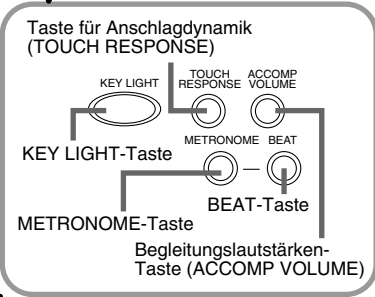 Taste für Anschlagdynamik
(TOUCH RESPONSE)
KEY LIGHT
TOUCH
RESPONSE
ACCOMP
VOLUME
KEY LIGHT-Taste
METRONOME
BEAT
BEAT-Taste
METRONOME-Taste
Begleitungslautstärken-
Taste (ACCOMP VOLUME)